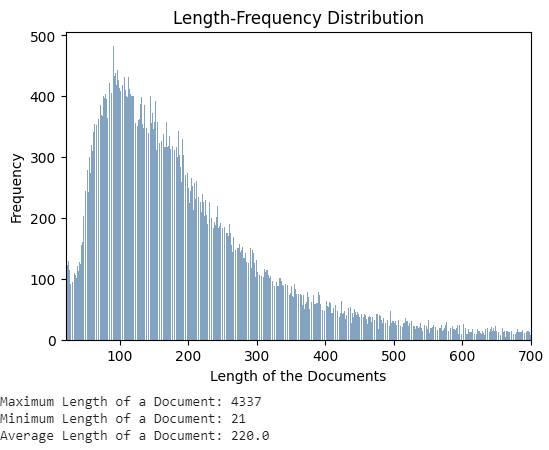 Length-Frequency Distribution
500
400
300
200
100
0
Frequency
100 200 300 400 500 600 700
Length of the Documents
Maximum Length of a Document: 4337
Minimum Length of a Document: 21
Average Length of a Document: 220.0